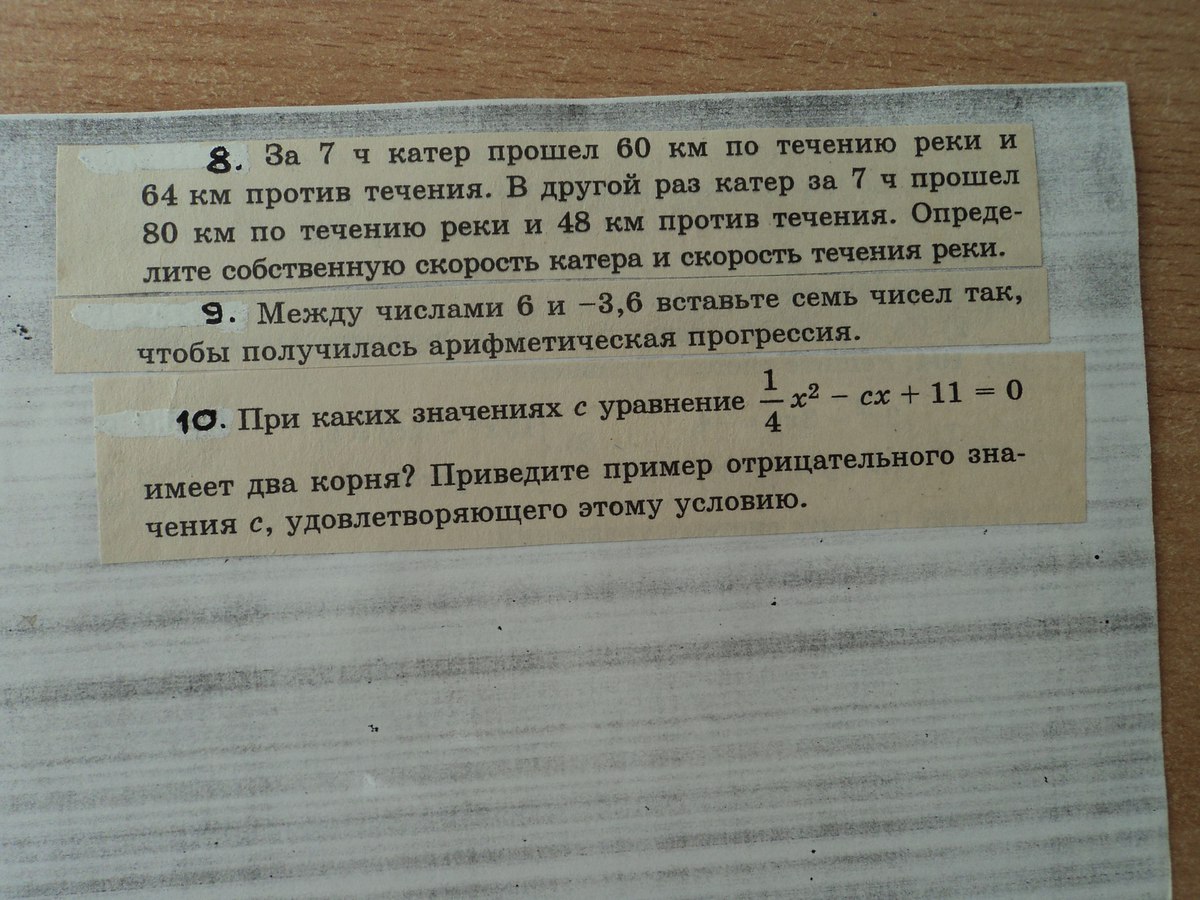 8. За 7 ч катер прошел 60 км по течению реки и
64 км против течения. В другой раз катер за 7 ч прошел
80 км по течению реки и 48 км против течения. Опреде-
лите собственную скорость катера и скорость течения реки.
9. Между числами 6 и −3,6 вставьте семь чисел так,
чтобы получилась арифметическая прогрессия.
10. При каких значениях c уравнение 1/4 x² − cx + 11 = 0
имеет два корня? Приведите пример отрицательного зна-
чения c, удовлетворяющего этому условию.